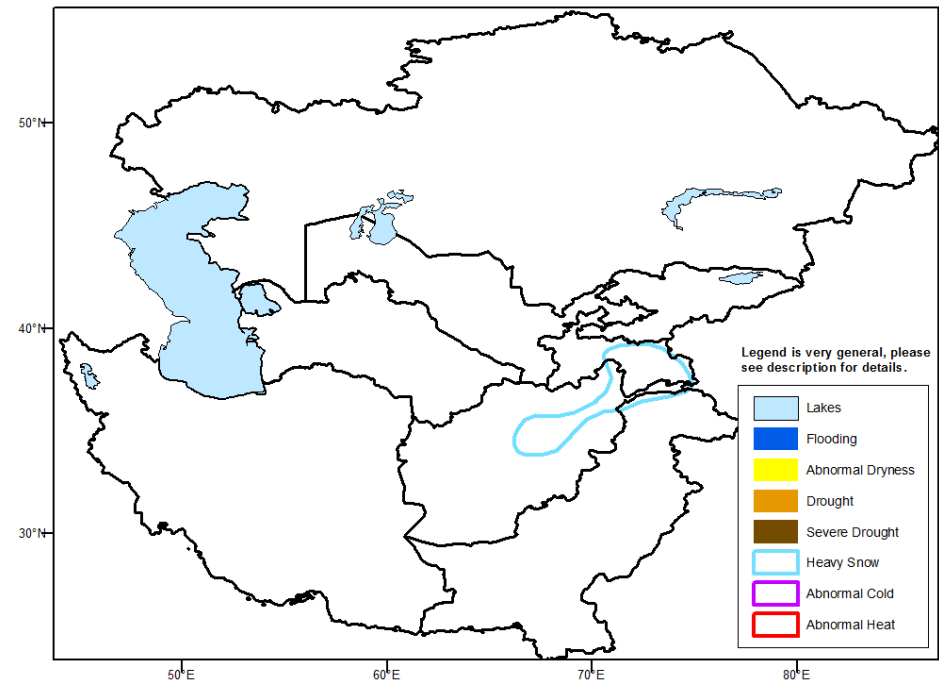 50°N
40°N
30°N
Legend is very general, please
see description for details.
Lakes
Flooding
Abnormal Dryness
Drought
Severe Drought
Heavy Snow
Abnormal Cold
Abnormal Heat
50°E
60°E
70°E
80°E